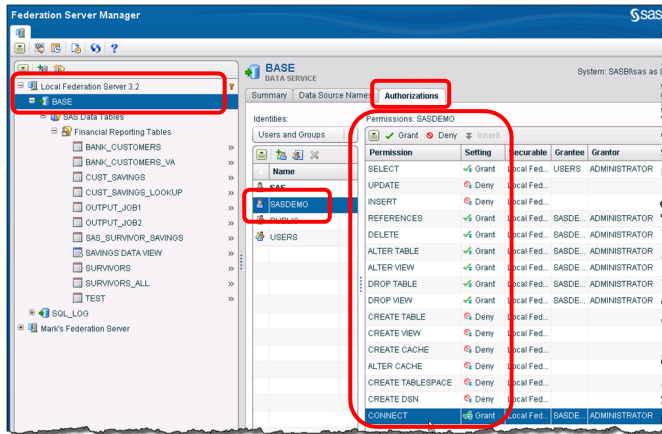 Federation Server Manager
sas
BASE
DATA SERVICE
System: SASBI\sas as
Local Federation Server 3.2
BASE
SAS Data Tables
Financial Reporting Tables
BANK_CUSTOMERS
BANK_CUSTOMERS_VA
CUST_SAVINGS
CUST_SAVINGS_LOOKUP
OUTPUT_JOB1
OUTPUT_JOB2
SAS_SURVIVOR_SAVINGS
SAVINGS DATA VIEW
SURVIVORS
SURVIVORS_ALL
TEST
SQL_LOG
Mark's Federation Server
Summary Data Source Names Authorizations
Identities:
Users and Groups
Name
SAS
SASDEMO
PUBLIC
USERS
Permissions: SASDEMO
Grant Deny Inherit
Permission Setting Securable Grantee Grantor
SELECT Grant Local Fed... USERS ADMINISTRATOR
UPDATE Deny Local Fed...
INSERT Deny Local Fed...
REFERENCES Grant Local Fed... SASDE... ADMINISTRATOR
DELETE Grant Local Fed... SASDE... ADMINISTRATOR
ALTER TABLE Grant Local Fed... SASDE... ADMINISTRATOR
ALTER VIEW Grant Local Fed... SASDE... ADMINISTRATOR
DROP TABLE Grant Local Fed... SASDE... ADMINISTRATOR
DROP VIEW Grant Local Fed... SASDE... ADMINISTRATOR
CREATE TABLE Deny Local Fed...
CREATE VIEW Deny Local Fed...
CREATE CACHE Deny Local Fed...
ALTER CACHE Deny Local Fed...
CREATE TABLESPACE Deny Local Fed...
CREATE DSN Deny Local Fed...
CONNECT Grant Local Fed... SASDE... ADMINISTRATOR